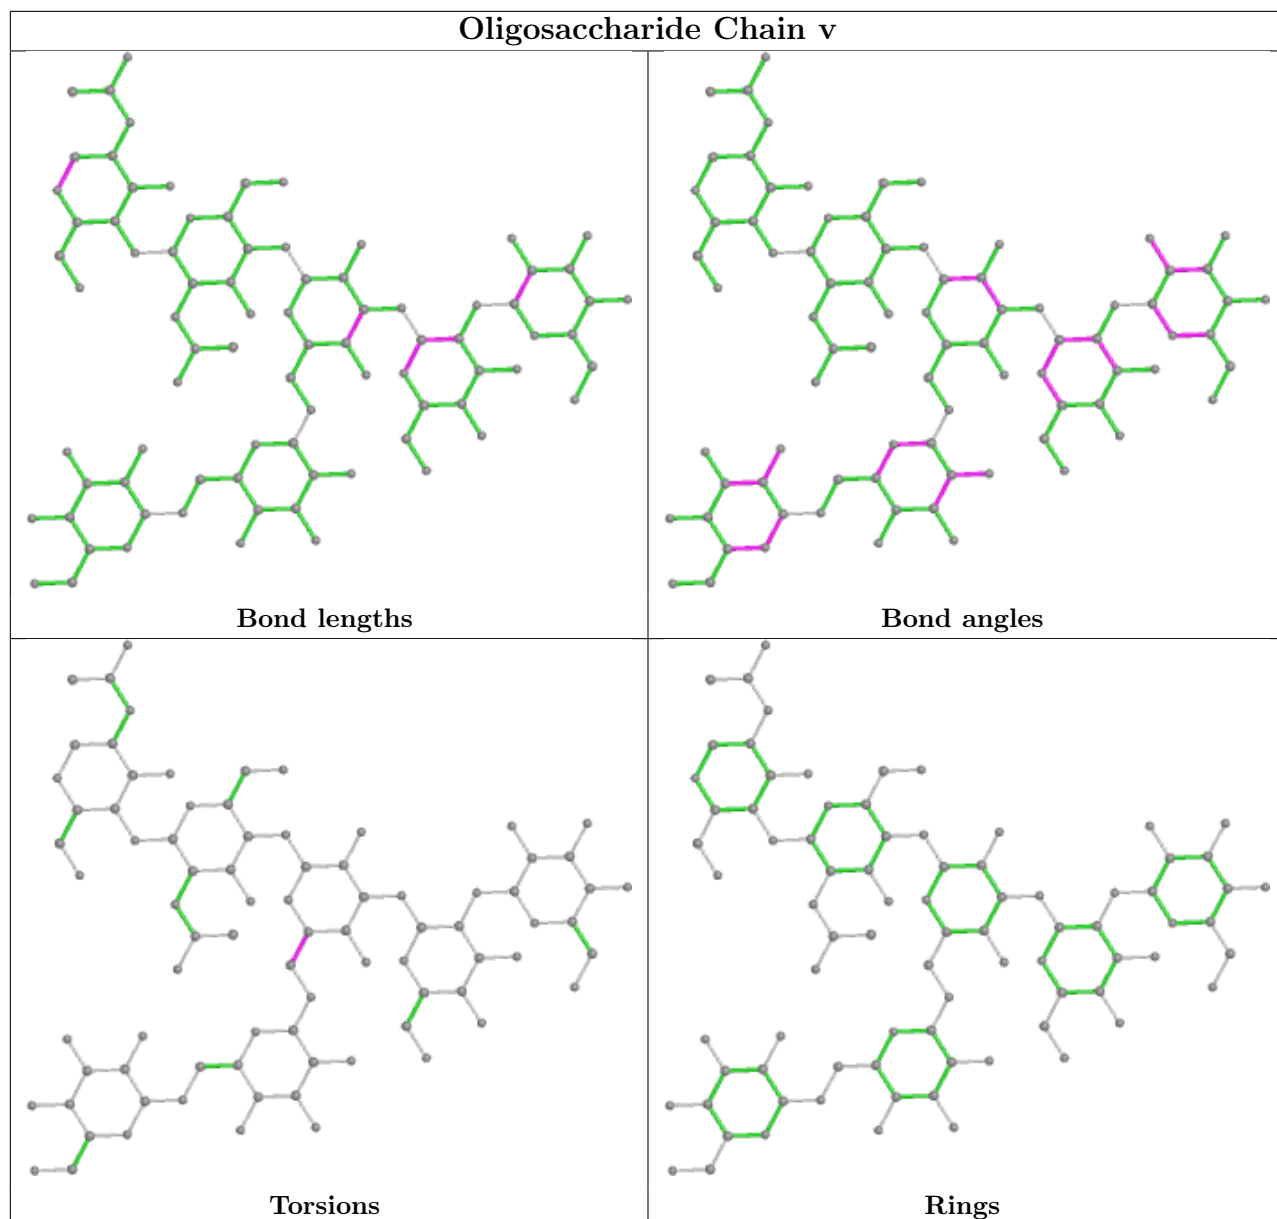 Oligosaccharide Chain v
Bond lengths
Bond angles
Torsions
Rings